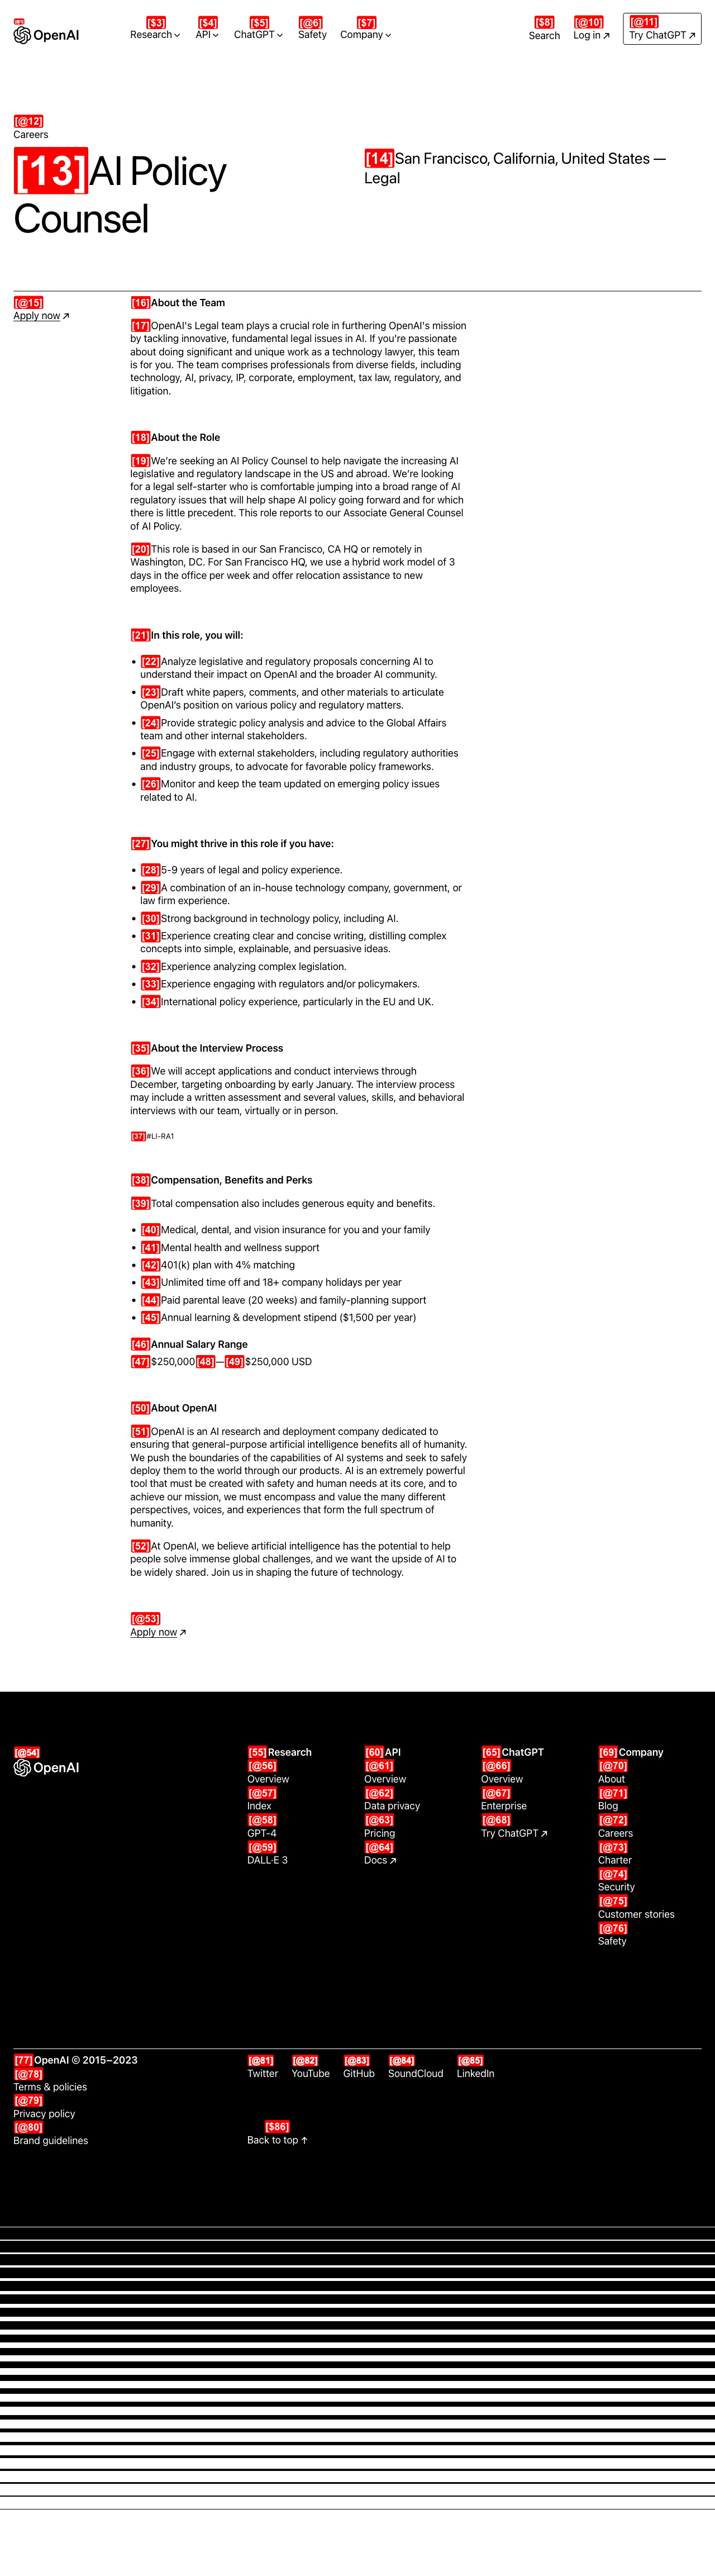 OpenAI
[$3] [$4] [$5] [@6] [$7] [$8] [@10] [@11]
Research API ChatGPT Safety Company Search Log in ↗ Try ChatGPT ↗
[@12]
Careers
[13]AI Policy
Counsel
[14]San Francisco, California, United States —
Legal
[@15]
Apply now ↗
[16]About the Team
[17]OpenAI's Legal team plays a crucial role in furthering OpenAI's mission
by tackling innovative, fundamental legal issues in AI. If you're passionate
about doing significant and unique work as a technology lawyer, this team
is for you. The team comprises professionals from diverse fields, including
technology, AI, privacy, IP, corporate, employment, tax law, regulatory, and
litigation.
[18]About the Role
[19]We're seeking an AI Policy Counsel to help navigate the increasing AI
legislative and regulatory landscape in the US and abroad. We're looking
for a legal self-starter who is comfortable jumping into a broad range of AI
regulatory issues that will help shape AI policy going forward and for which
there is little precedent. This role reports to our Associate General Counsel
of AI Policy.
[20]This role is based in our San Francisco, CA HQ or remotely in
Washington, DC. For San Francisco HQ, we use a hybrid work model of 3
days in the office per week and offer relocation assistance to new
employees.
[21]In this role, you will:
• [22]Analyze legislative and regulatory proposals concerning AI to
understand their impact on OpenAI and the broader AI community.
• [23]Draft white papers, comments, and other materials to articulate
OpenAI's position on various policy and regulatory matters.
• [24]Provide strategic policy analysis and advice to the Global Affairs
team and other internal stakeholders.
• [25]Engage with external stakeholders, including regulatory authorities
and industry groups, to advocate for favorable policy frameworks.
• [26]Monitor and keep the team updated on emerging policy issues
related to AI.
[27]You might thrive in this role if you have:
• [28]5-9 years of legal and policy experience.
• [29]A combination of an in-house technology company, government, or
law firm experience.
• [30]Strong background in technology policy, including AI.
• [31]Experience creating clear and concise writing, distilling complex
concepts into simple, explainable, and persuasive ideas.
• [32]Experience analyzing complex legislation.
• [33]Experience engaging with regulators and/or policymakers.
• [34]International policy experience, particularly in the EU and UK.
[35]About the Interview Process
[36]We will accept applications and conduct interviews through
December, targeting onboarding by early January. The interview process
may include a written assessment and several values, skills, and behavioral
interviews with our team, virtually or in person.
[37]#LI-RA1
[38]Compensation, Benefits and Perks
[39]Total compensation also includes generous equity and benefits.
• [40]Medical, dental, and vision insurance for you and your family
• [41]Mental health and wellness support
• [42]401(k) plan with 4% matching
• [43]Unlimited time off and 18+ company holidays per year
• [44]Paid parental leave (20 weeks) and family-planning support
• [45]Annual learning & development stipend ($1,500 per year)
[46]Annual Salary Range
[47]$250,000[48]—[49]$250,000 USD
[50]About OpenAI
[51]OpenAI is an AI research and deployment company dedicated to
ensuring that general-purpose artificial intelligence benefits all of humanity.
We push the boundaries of the capabilities of AI systems and seek to safely
deploy them to the world through our products. AI is an extremely powerful
tool that must be created with safety and human needs at its core, and to
achieve our mission, we must encompass and value the many different
perspectives, voices, and experiences that form the full spectrum of
humanity.
[52]At OpenAI, we believe artificial intelligence has the potential to help
people solve immense global challenges, and we want the upside of AI to
be widely shared. Join us in shaping the future of technology.
[@53]
Apply now ↗
[@54]
OpenAI
[55]Research
[@56]
Overview
[@57]
Index
[@58]
GPT-4
[@59]
DALL·E 3
[60]API
[@61]
Overview
[@62]
Data privacy
[@63]
Pricing
[@64]
Docs ↗
[65]ChatGPT
[@66]
Overview
[@67]
Enterprise
[@68]
Try ChatGPT ↗
[69]Company
[@70]
About
[@71]
Blog
[@72]
Careers
[@73]
Charter
[@74]
Security
[@75]
Customer stories
[@76]
Safety
[77]OpenAI © 2015–2023
[@78]
Terms & policies
[@79]
Privacy policy
[@80]
Brand guidelines
[@81] [@82] [@83] [@84] [@85]
Twitter YouTube GitHub SoundCloud LinkedIn
[$86]
Back to top ↑